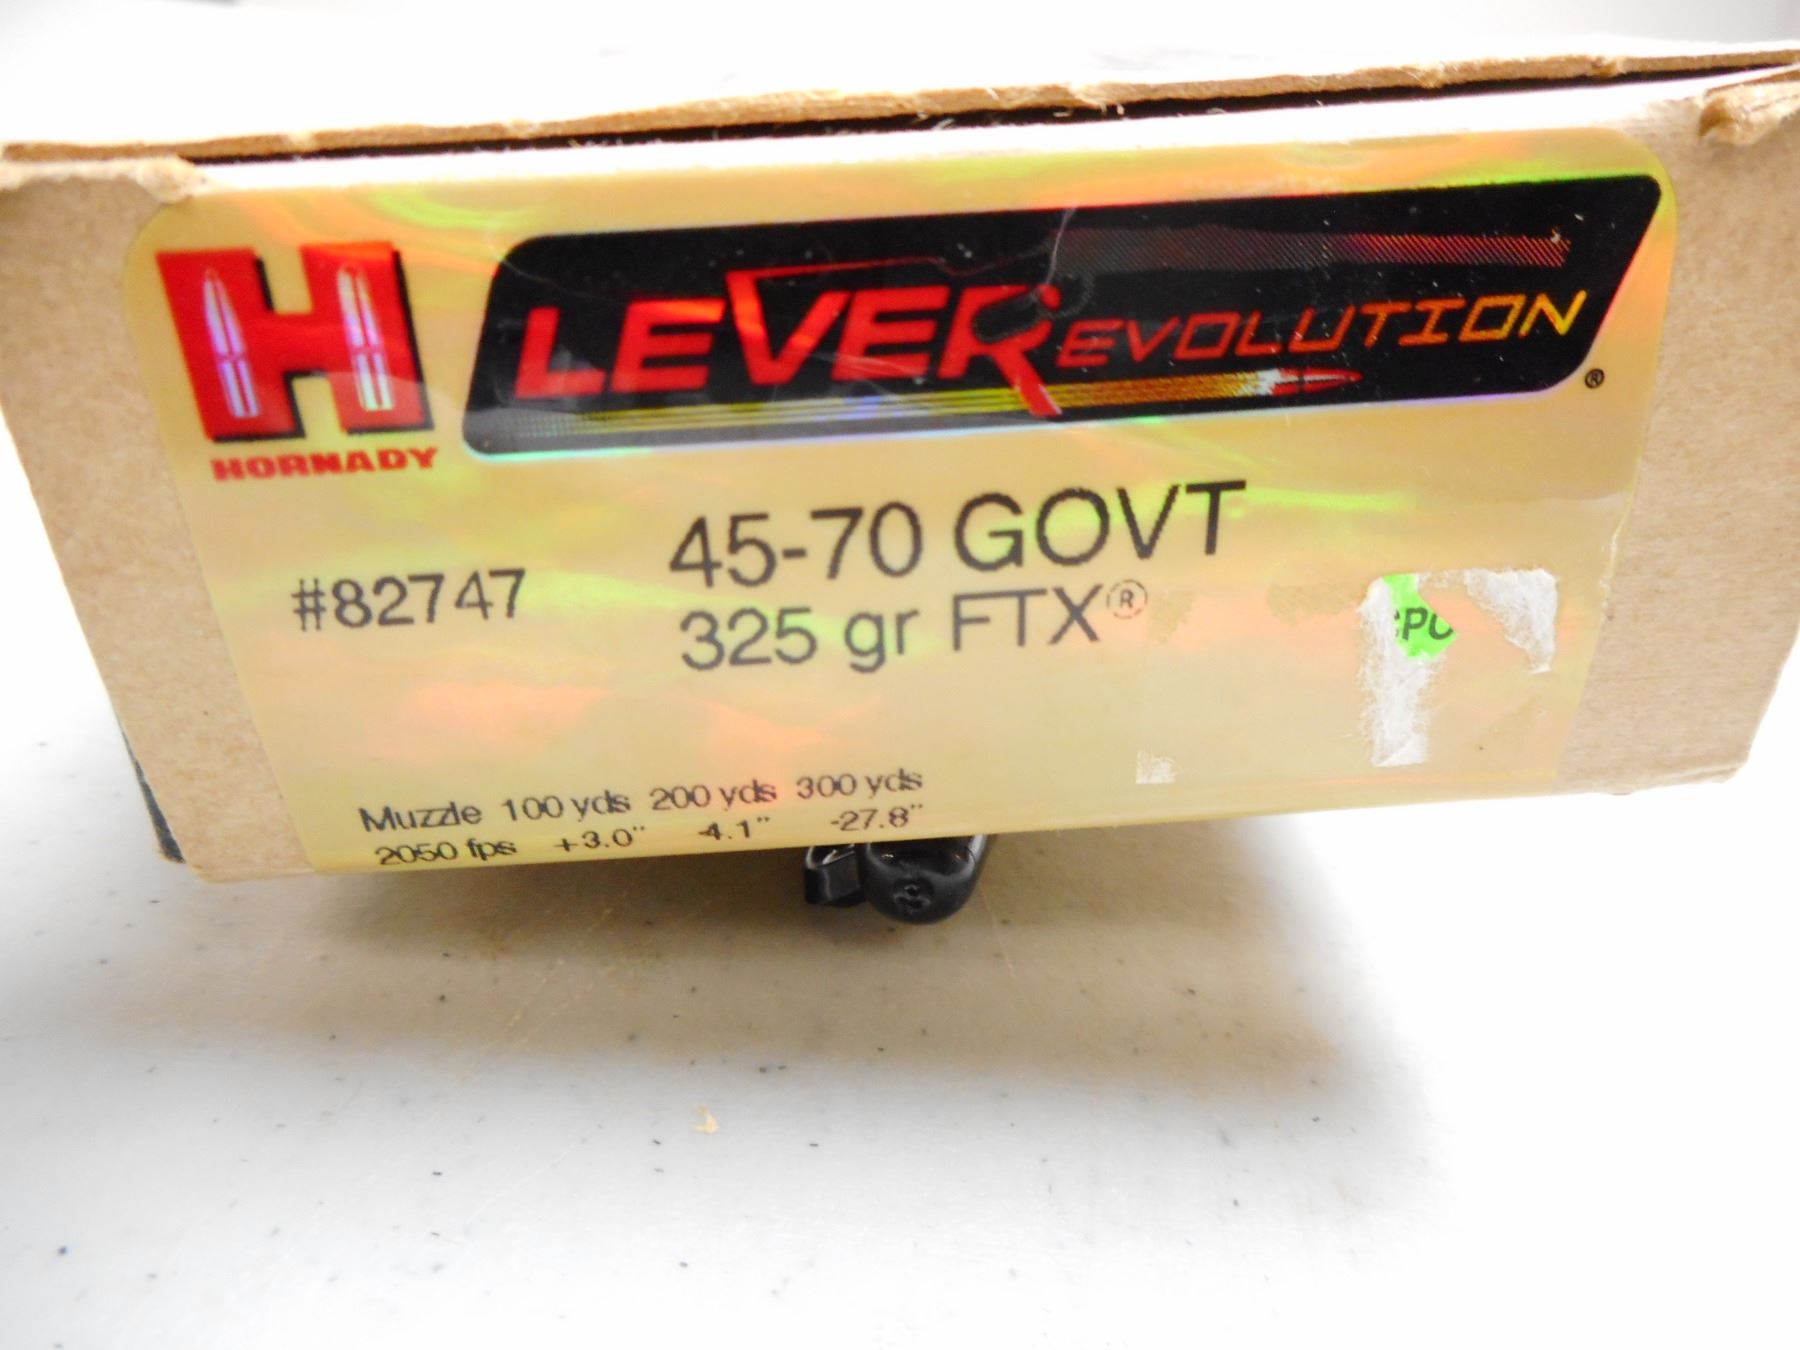 LEVEREVOLUTION ®
HORNADY
#82747
45-70 GOVT
325 gr FTX®
Muzzle 100 yds 200 yds 300 yds
2050 fps +3.0" -4.1" -27.8"